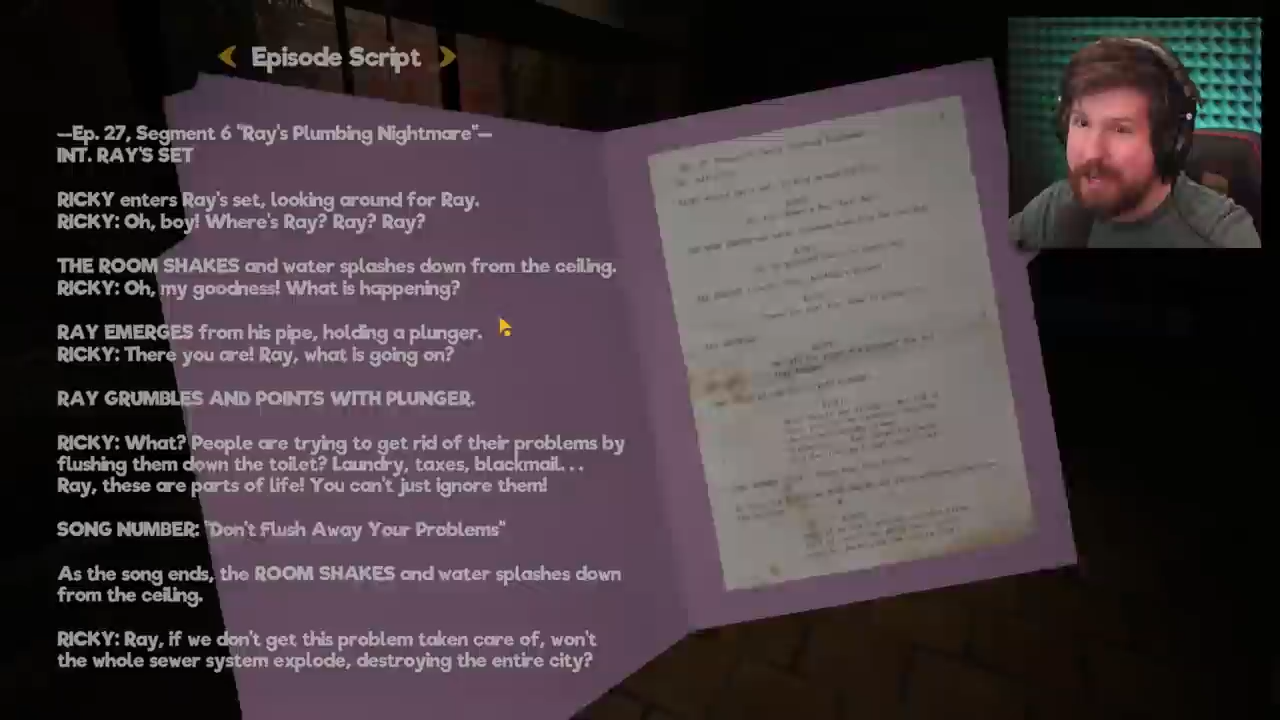 Episode Script
—Ep. 27, Segment 6 "Ray's Plumbing Nightmare"—
INT. RAY'S SET
RICKY enters Ray's set, looking around for Ray.
RICKY: Oh, boy! Where's Ray? Ray? Ray?
THE ROOM SHAKES and water splashes down from the ceiling.
RICKY: Oh, my goodness! What is happening?
RAY EMERGES from his pipe, holding a plunger.
RICKY: There you are! Ray, what is going on?
RAY GRUMBLES AND POINTS WITH PLUNGER.
RICKY: What? People are trying to get rid of their problems by
flushing them down the toilet? Laundry, taxes, blackmail...
Ray, these are parts of life! You can't just ignore them!
SONG NUMBER: "Don't Flush Away Your Problems"
As the song ends, the ROOM SHAKES and water splashes down
from the ceiling.
RICKY: Ray, if we don't get this problem taken care of, won't
the whole sewer system explode, destroying the entire city?